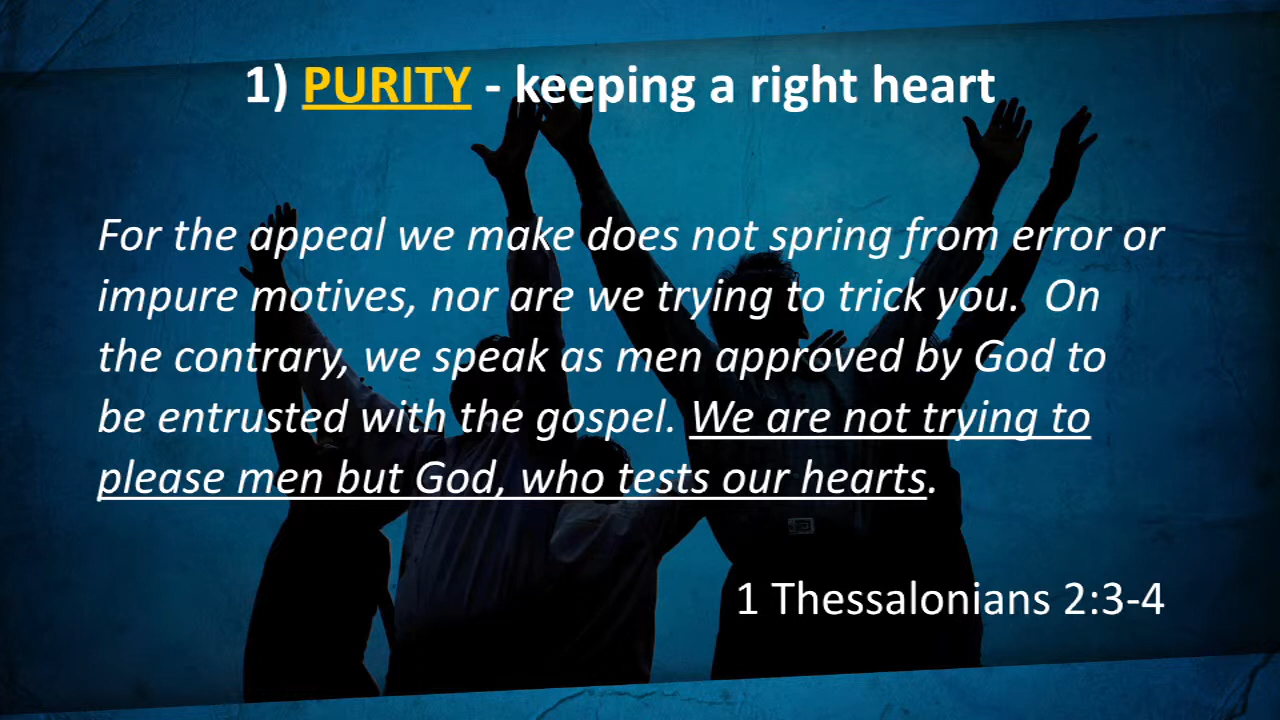 1) PURITY - keeping a right heart
For the appeal we make does not spring from error or
impure motives, nor are we trying to trick you.  On
the contrary, we speak as men approved by God to
be entrusted with the gospel. We are not trying to
please men but God, who tests our hearts.
1 Thessalonians 2:3-4